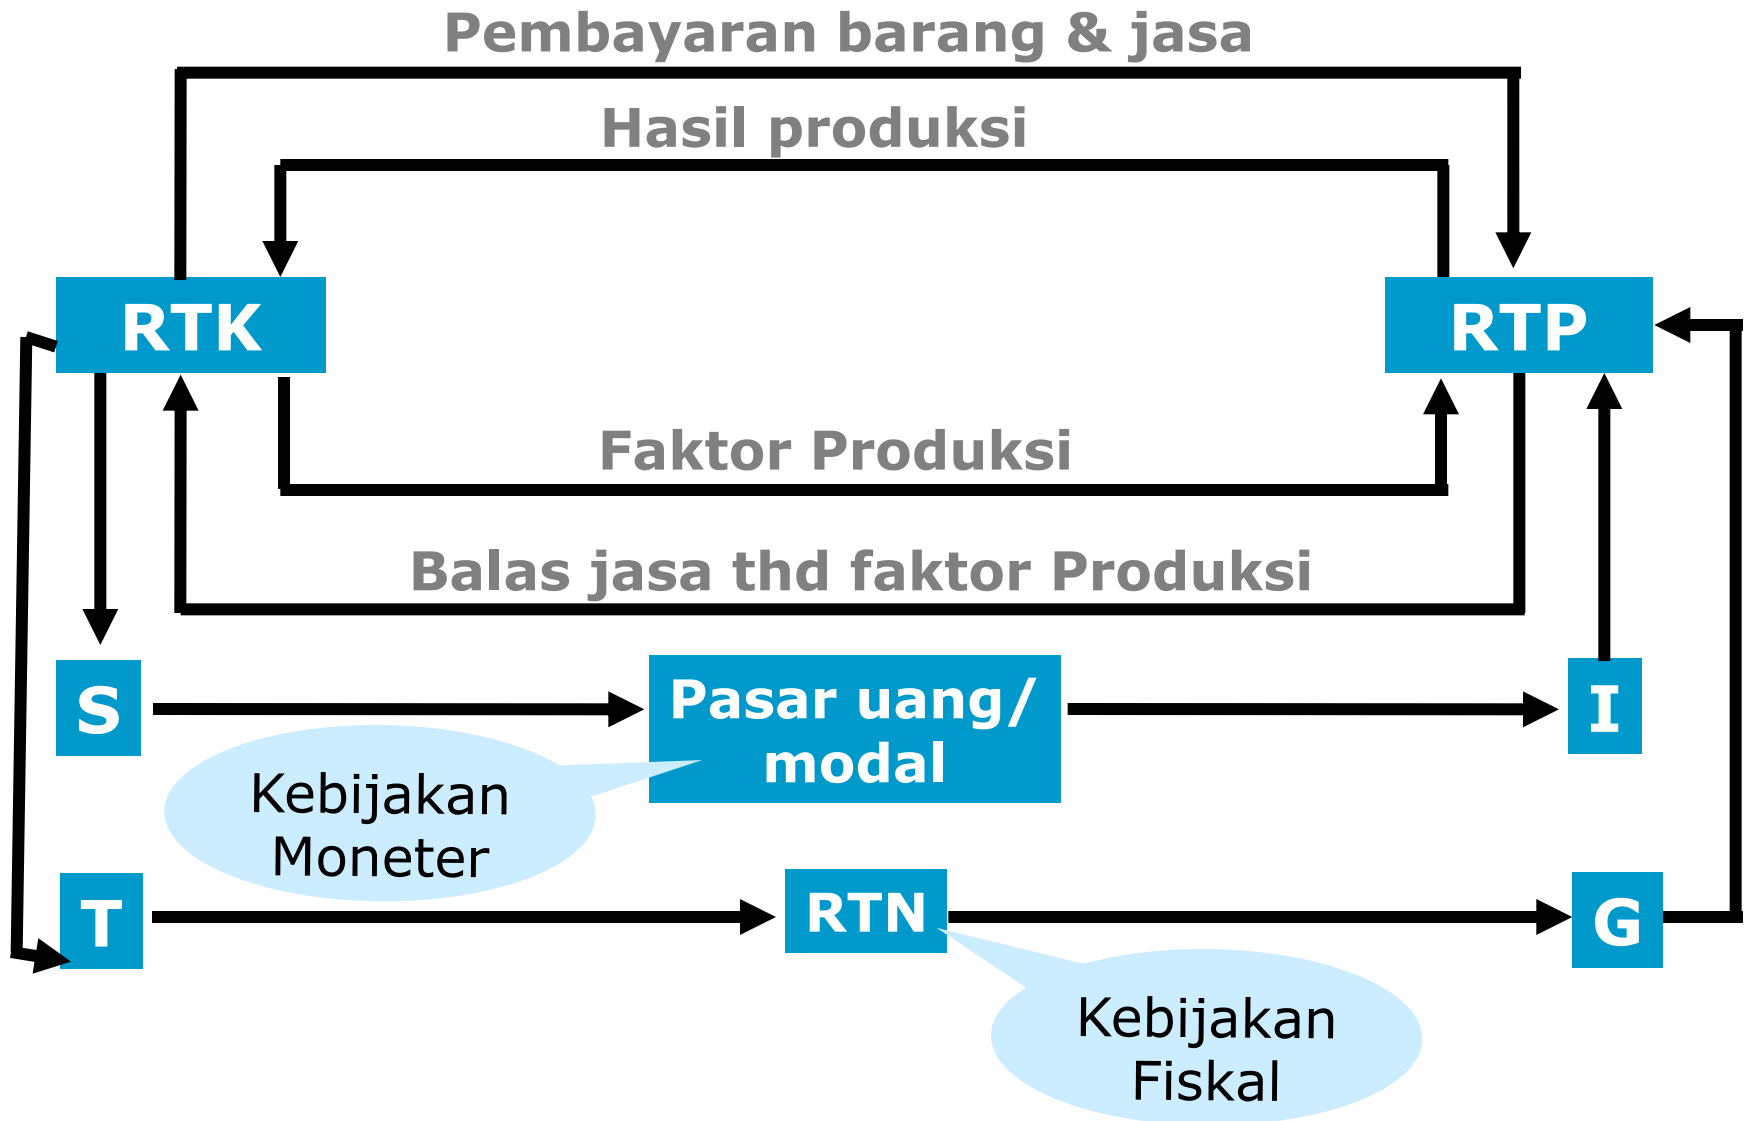 Pembayaran barang & jasa
Hasil produksi
RTK
RTP
Faktor Produksi
Balas jasa thd faktor Produksi
S
Pasar uang/
modal
I
Kebijakan
Moneter
T
RTN
G
Kebijakan
Fiskal